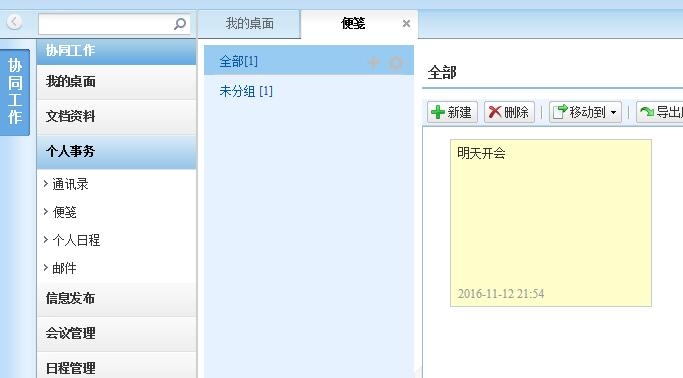 我的桌面
便笺
协同工作
协同工作
我的桌面
文档资料
个人事务
通讯录
便笺
个人日程
邮件
信息发布
会议管理
日程管理
全部[1]
未分组 [1]
全部
新建
删除
移动到
导出
明天开会
2016-11-12 21:54